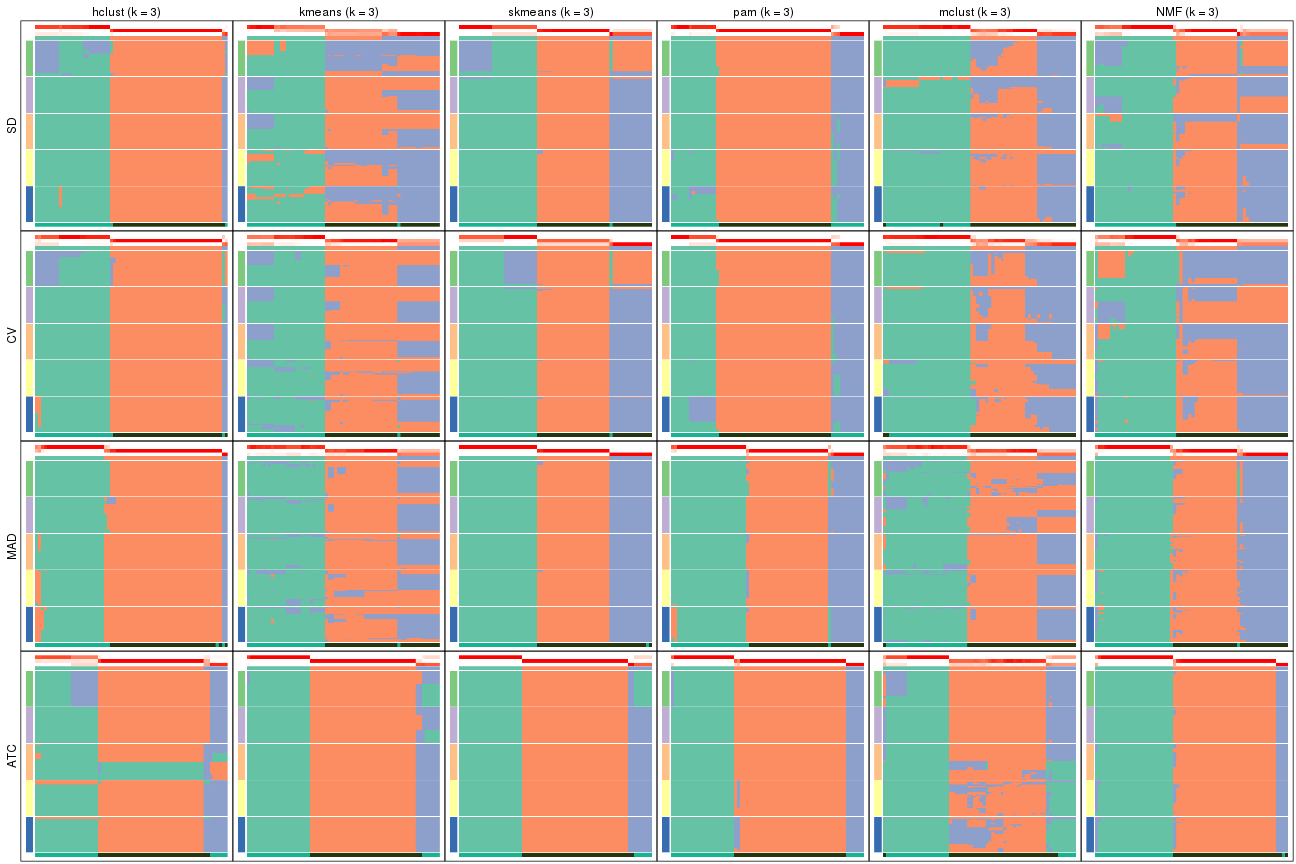 hclust (k = 3) kmeans (k = 3) skmeans (k = 3) pam (k = 3) mclust (k = 3) NMF (k = 3)
SD
CV
MAD
ATC